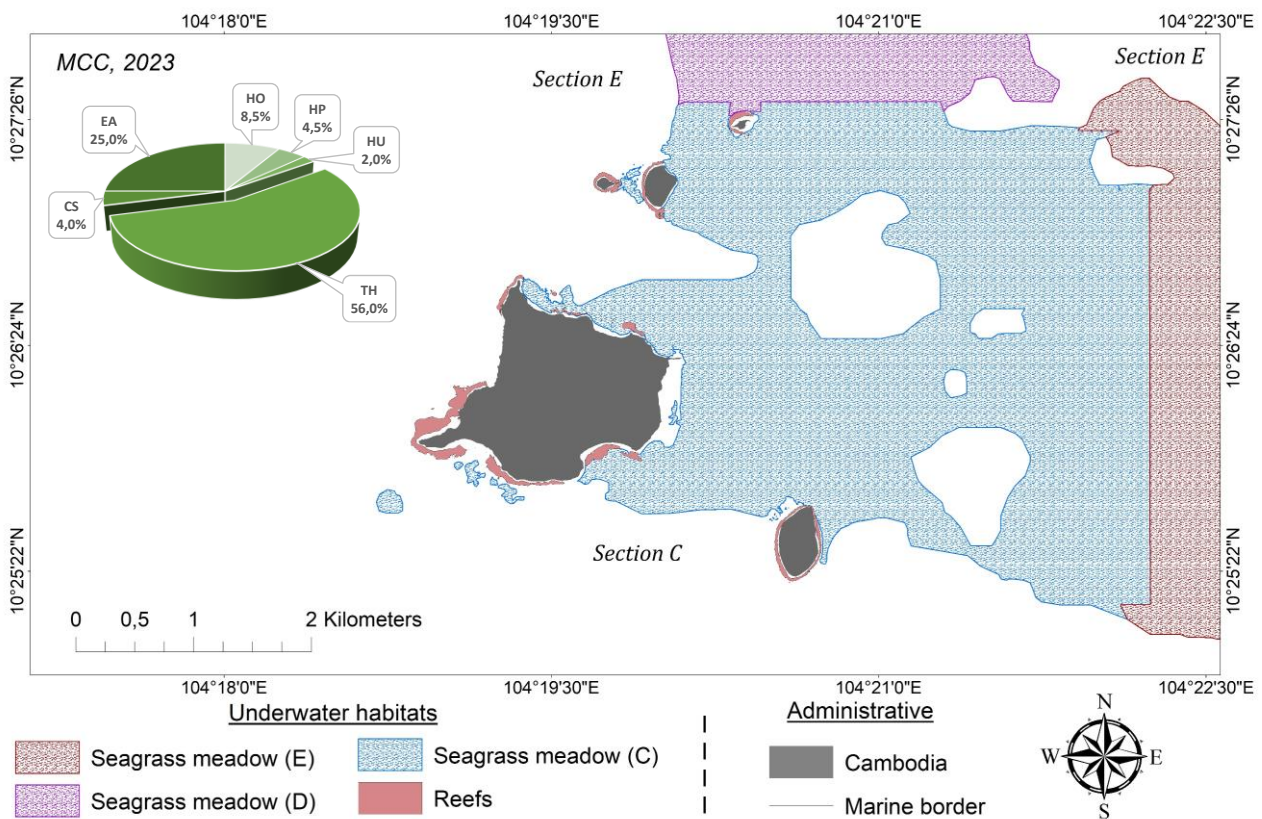 104°18'0"E
104°19'30"E
104°21'0"E
104°22'30"E
MCC, 2023
Section E
Section E
HO
8,5%
HP
4,5%
EA
25,0%
HU
2,0%
CS
4,0%
TH
56,0%
10°27'26"N
10°27'26"N
10°26'24"N
10°26'24"N
10°25'22"N
10°25'22"N
Section C
0 0,5 1 2 Kilometers
104°18'0"E
104°19'30"E
104°21'0"E
104°22'30"E
Underwater habitats
Seagrass meadow (E)
Seagrass meadow (C)
Seagrass meadow (D)
Reefs
Administrative
Cambodia
Marine border
N
W E
S